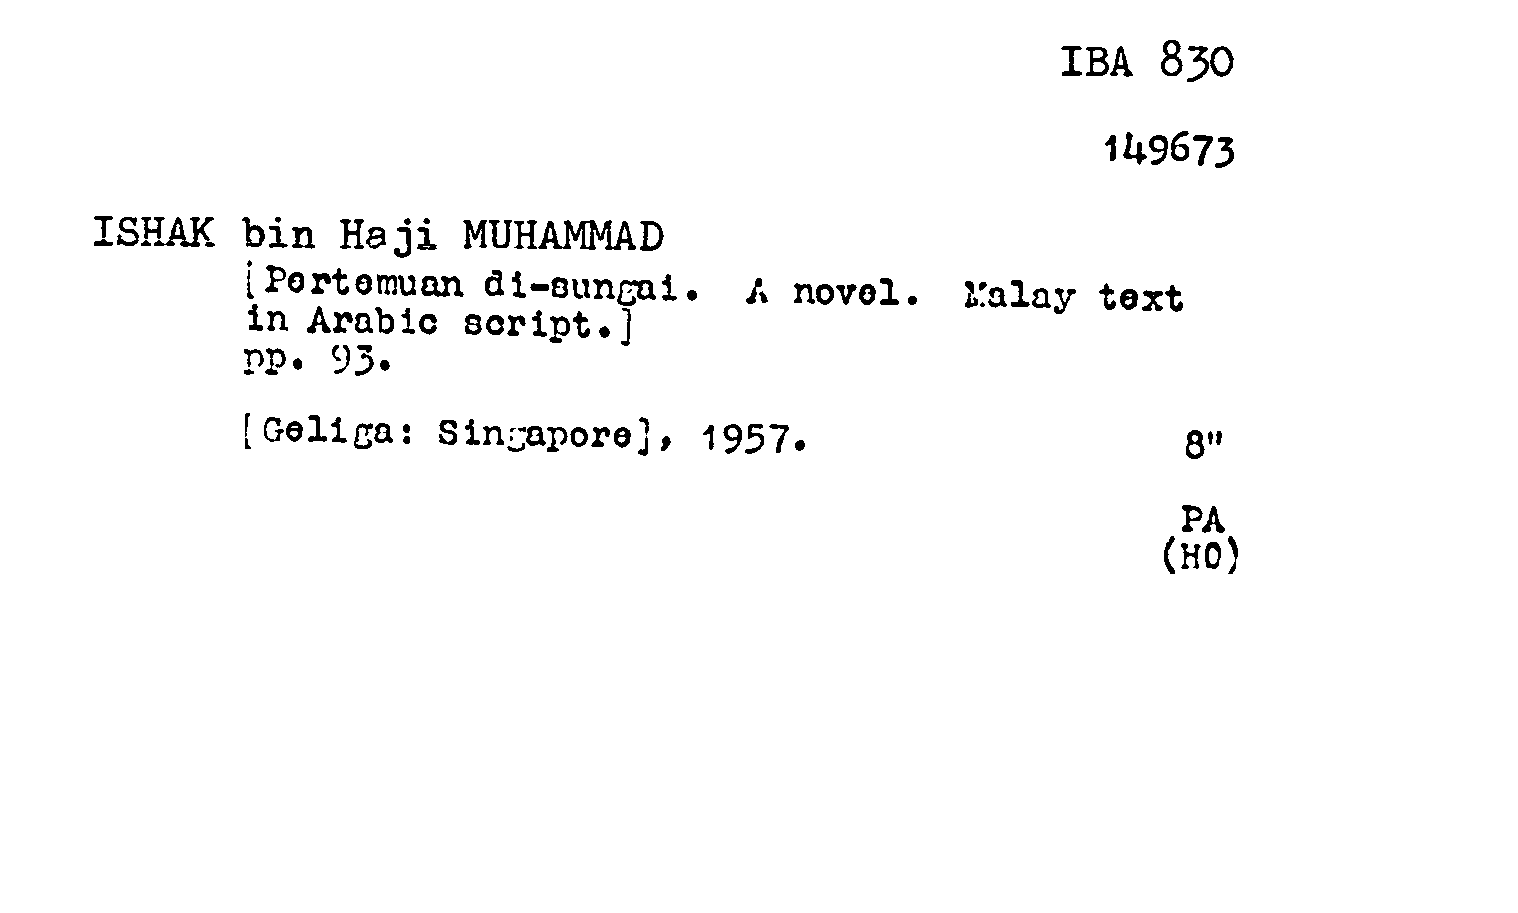 IBA 830
149673
ISHAK bin Haji MUHAMMAD
[Pertemuan di-sungai. A novel. Malay text
in Arabic script.]
pp. 93.
[Geliga: Singapore], 1957. 8"
PA
(HO)